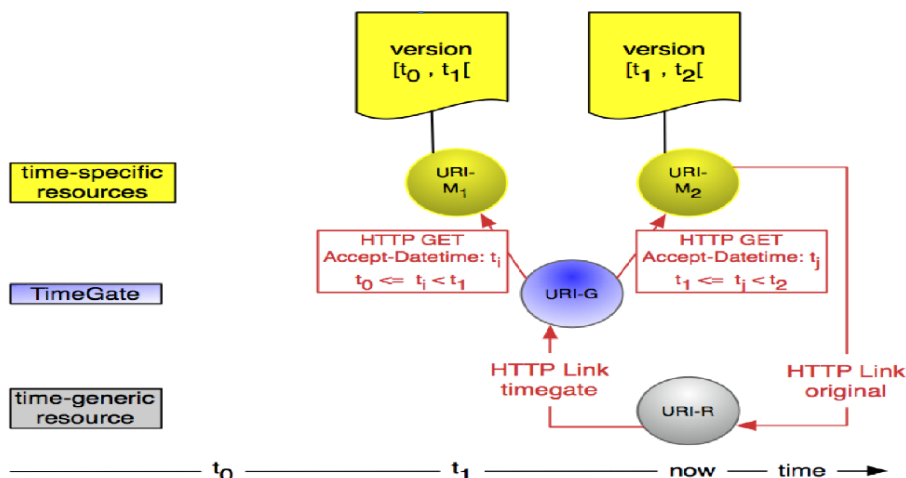 version
[t0 , t1[
version
[t1 , t2[
time-specific
resources
URI-
M1
URI-
M2
HTTP GET
Accept-Datetime: ti
t0 <= ti < t1
HTTP GET
Accept-Datetime: tj
t1 <= tj < t2
TimeGate
URI-G
HTTP Link
timegate
HTTP Link
original
time-generic
resource
URI-R
t0
t1
now
time